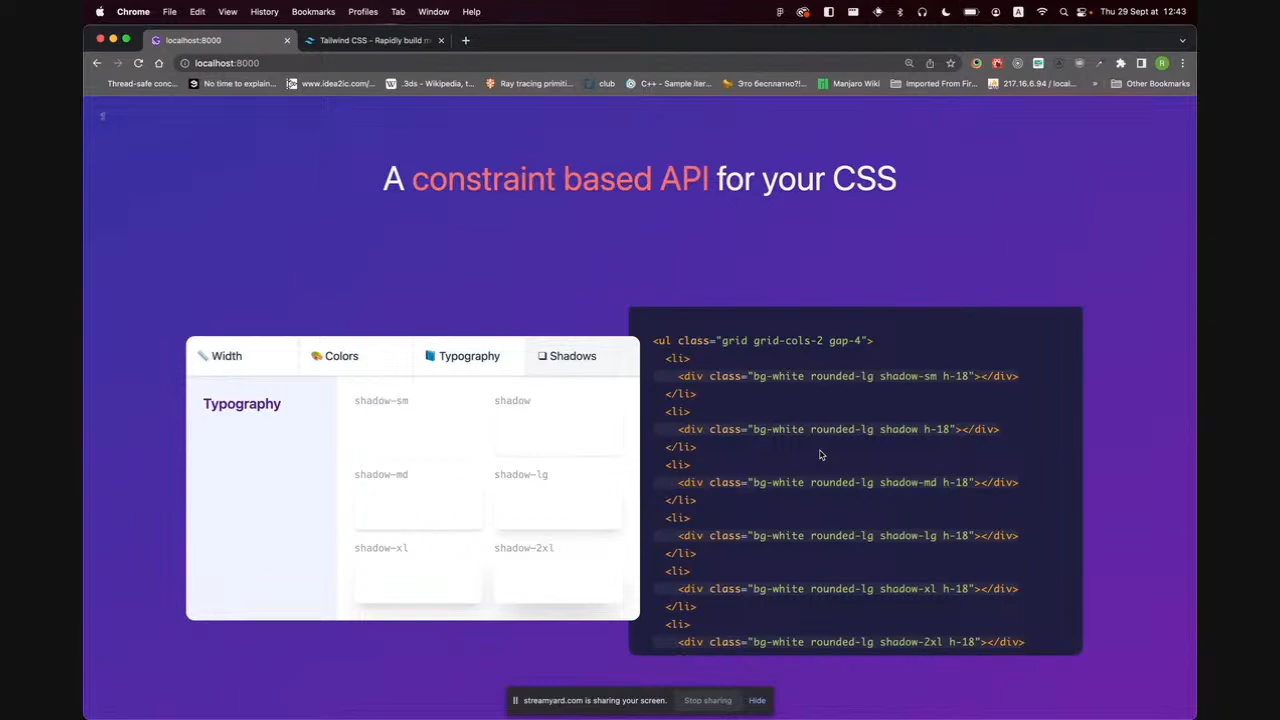 Chrome File Edit View History Bookmarks Profiles Tab Window Help A Thu 29 Sept at 12:43
localhost:8000 Tailwind CSS – Rapidly build m
localhost:8000 R
Thread-safe conc... No time to explain... www.idea2ic.com/... W .3ds - Wikipedia, t... Ray tracing primiti... club C++ - Sample iter... Это бесплатно?!... Manjaro Wiki Imported From Fir... 217.16.6.94 / local... » Other Bookmarks
A constraint based API for your CSS
Width Colors Typography Shadows
Typography
shadow-sm shadow
shadow-md shadow-lg
shadow-xl shadow-2xl
<ul class="grid grid-cols-2 gap-4">
<li>
<div class="bg-white rounded-lg shadow-sm h-18"></div>
</li>
<li>
<div class="bg-white rounded-lg shadow h-18"></div>
</li>
<li>
<div class="bg-white rounded-lg shadow-md h-18"></div>
</li>
<li>
<div class="bg-white rounded-lg shadow-lg h-18"></div>
</li>
<li>
<div class="bg-white rounded-lg shadow-xl h-18"></div>
</li>
<li>
<div class="bg-white rounded-lg shadow-2xl h-18"></div>
streamyard.com is sharing your screen. Stop sharing Hide